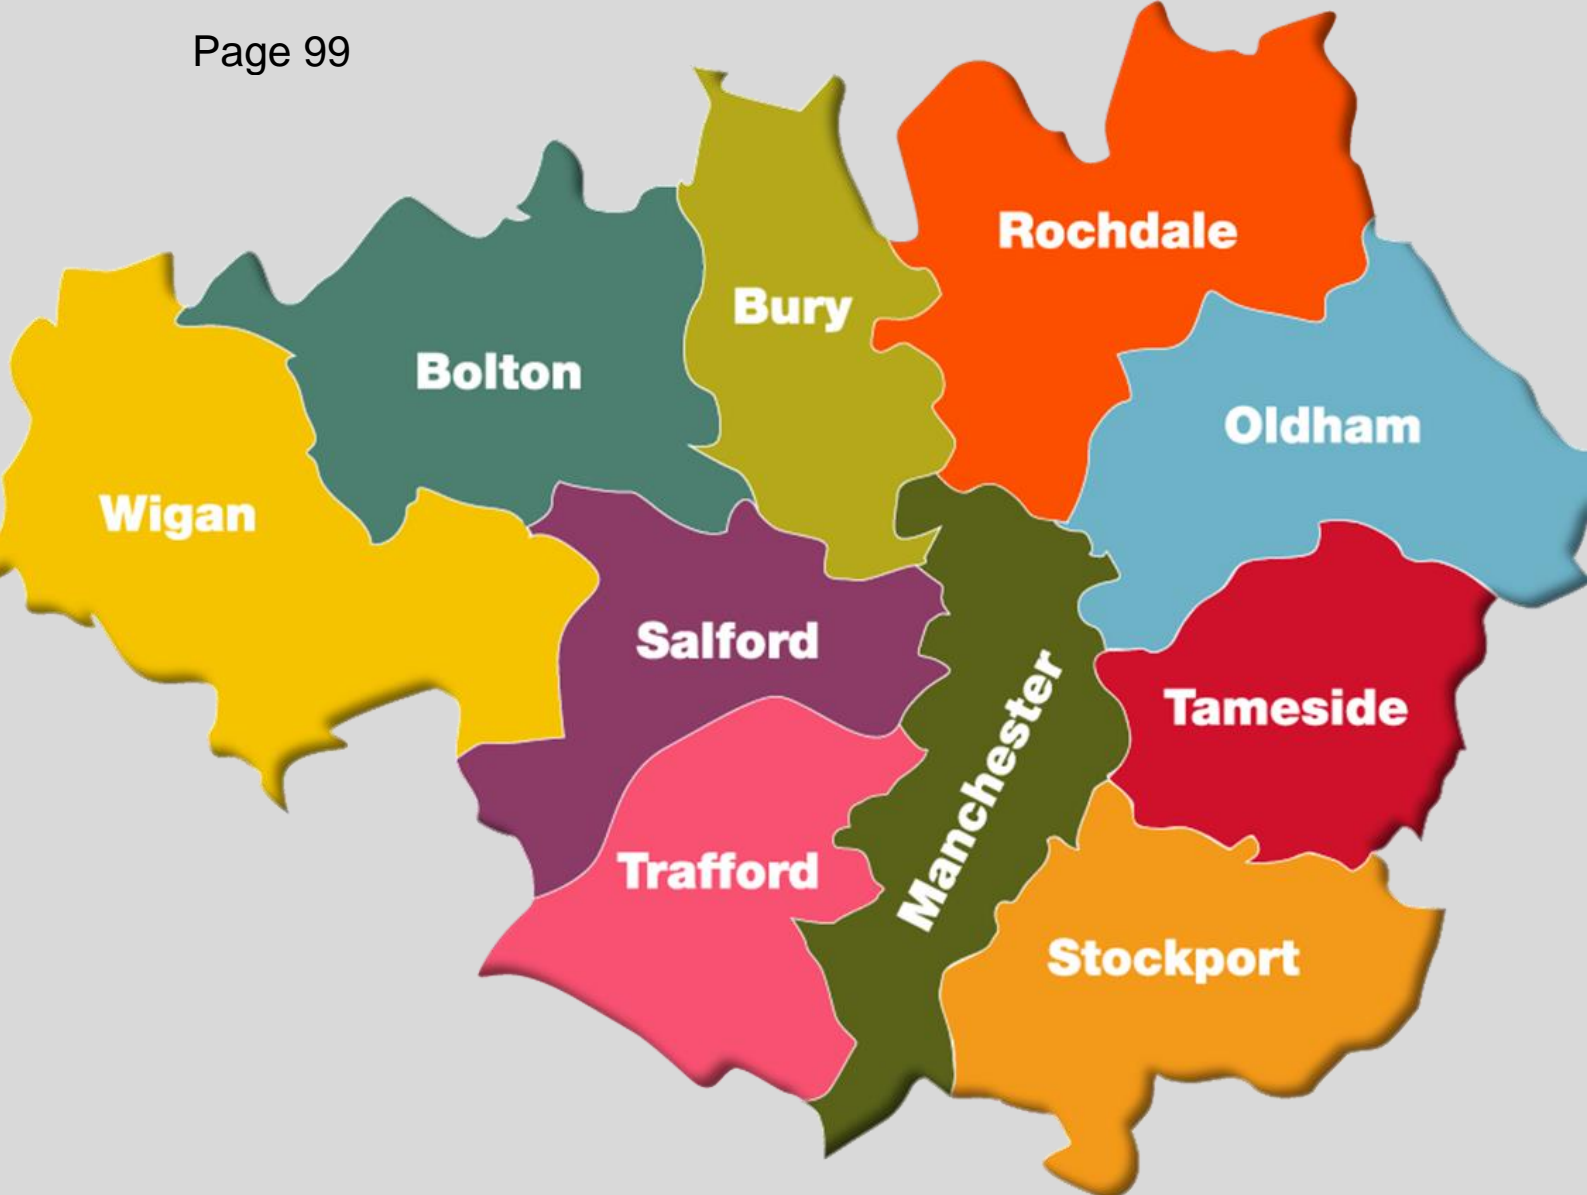 Page 99
Rochdale
Bury
Bolton
Oldham
Wigan
Salford
Manchester
Tameside
Trafford
Stockport